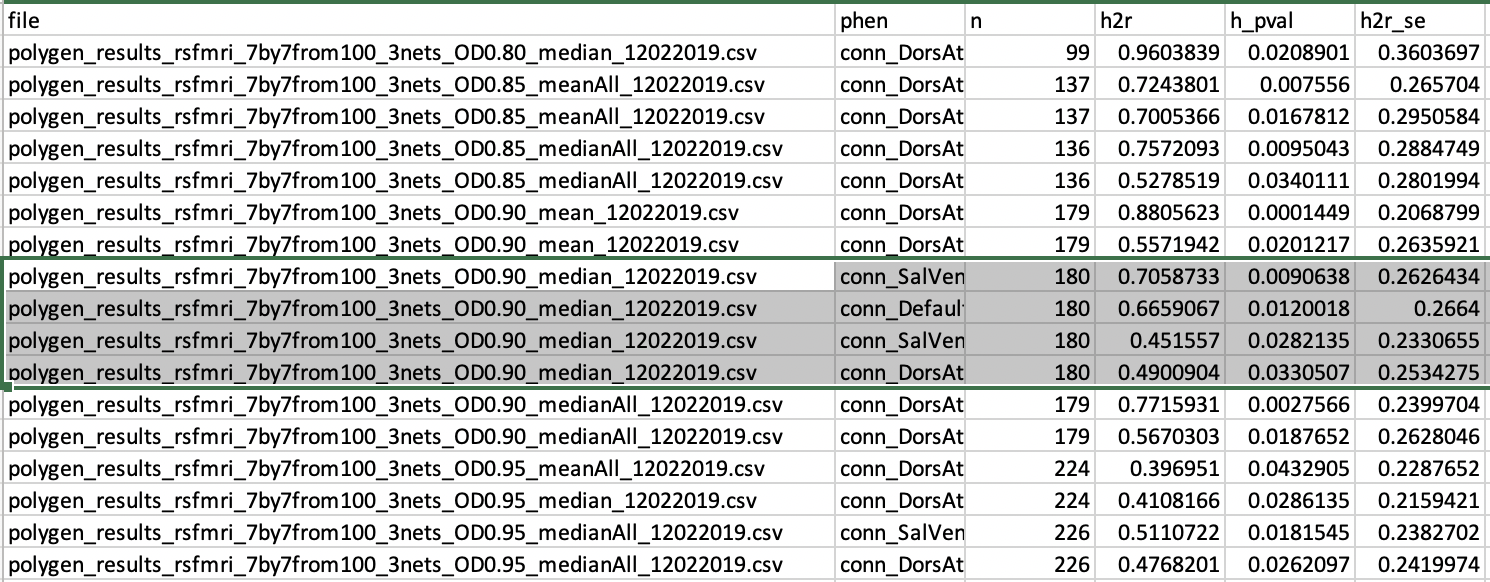 file phen n h2r h_pval h2r_se
polygen_results_rsfmri_7by7from100_3nets_OD0.80_median_12022019.csv conn_DorsAt 99 0.9603839 0.0208901 0.3603697
polygen_results_rsfmri_7by7from100_3nets_OD0.85_meanAll_12022019.csv conn_DorsAt 137 0.7243801 0.007556 0.265704
polygen_results_rsfmri_7by7from100_3nets_OD0.85_meanAll_12022019.csv conn_DorsAt 137 0.7005366 0.0167812 0.2950584
polygen_results_rsfmri_7by7from100_3nets_OD0.85_medianAll_12022019.csv conn_DorsAt 136 0.7572093 0.0095043 0.2884749
polygen_results_rsfmri_7by7from100_3nets_OD0.85_medianAll_12022019.csv conn_DorsAt 136 0.5278519 0.0340111 0.2801994
polygen_results_rsfmri_7by7from100_3nets_OD0.90_mean_12022019.csv conn_DorsAt 179 0.8805623 0.0001449 0.2068799
polygen_results_rsfmri_7by7from100_3nets_OD0.90_mean_12022019.csv conn_DorsAt 179 0.5571942 0.0201217 0.2635921
polygen_results_rsfmri_7by7from100_3nets_OD0.90_median_12022019.csv conn_SalVen 180 0.7058733 0.0090638 0.2626434
polygen_results_rsfmri_7by7from100_3nets_OD0.90_median_12022019.csv conn_Defaul 180 0.6659067 0.0120018 0.2664
polygen_results_rsfmri_7by7from100_3nets_OD0.90_median_12022019.csv conn_SalVen 180 0.451557 0.0282135 0.2330655
polygen_results_rsfmri_7by7from100_3nets_OD0.90_median_12022019.csv conn_DorsAt 180 0.4900904 0.0330507 0.2534275
polygen_results_rsfmri_7by7from100_3nets_OD0.90_medianAll_12022019.csv conn_DorsAt 179 0.7715931 0.0027566 0.2399704
polygen_results_rsfmri_7by7from100_3nets_OD0.90_medianAll_12022019.csv conn_DorsAt 179 0.5670303 0.0187652 0.2628046
polygen_results_rsfmri_7by7from100_3nets_OD0.95_meanAll_12022019.csv conn_DorsAt 224 0.396951 0.0432905 0.2287652
polygen_results_rsfmri_7by7from100_3nets_OD0.95_median_12022019.csv conn_DorsAt 224 0.4108166 0.0286135 0.2159421
polygen_results_rsfmri_7by7from100_3nets_OD0.95_medianAll_12022019.csv conn_SalVen 226 0.5110722 0.0181545 0.2382702
polygen_results_rsfmri_7by7from100_3nets_OD0.95_medianAll_12022019.csv conn_DorsAt 226 0.4768201 0.0262097 0.2419974